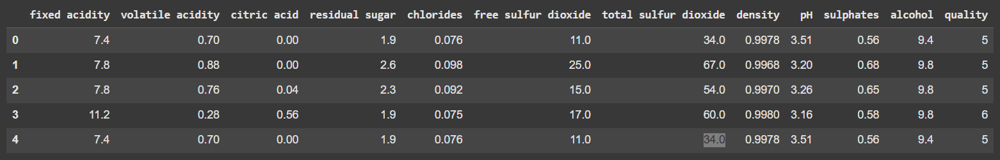 fixed acidity volatile acidity citric acid residual sugar chlorides free sulfur dioxide total sulfur dioxide density pH sulphates alcohol quality
0 7.4 0.70 0.00 1.9 0.076 11.0 34.0 0.9978 3.51 0.56 9.4 5
1 7.8 0.88 0.00 2.6 0.098 25.0 67.0 0.9968 3.20 0.68 9.8 5
2 7.8 0.76 0.04 2.3 0.092 15.0 54.0 0.9970 3.26 0.65 9.8 5
3 11.2 0.28 0.56 1.9 0.075 17.0 60.0 0.9980 3.16 0.58 9.8 6
4 7.4 0.70 0.00 1.9 0.076 11.0 34.0 0.9978 3.51 0.56 9.4 5